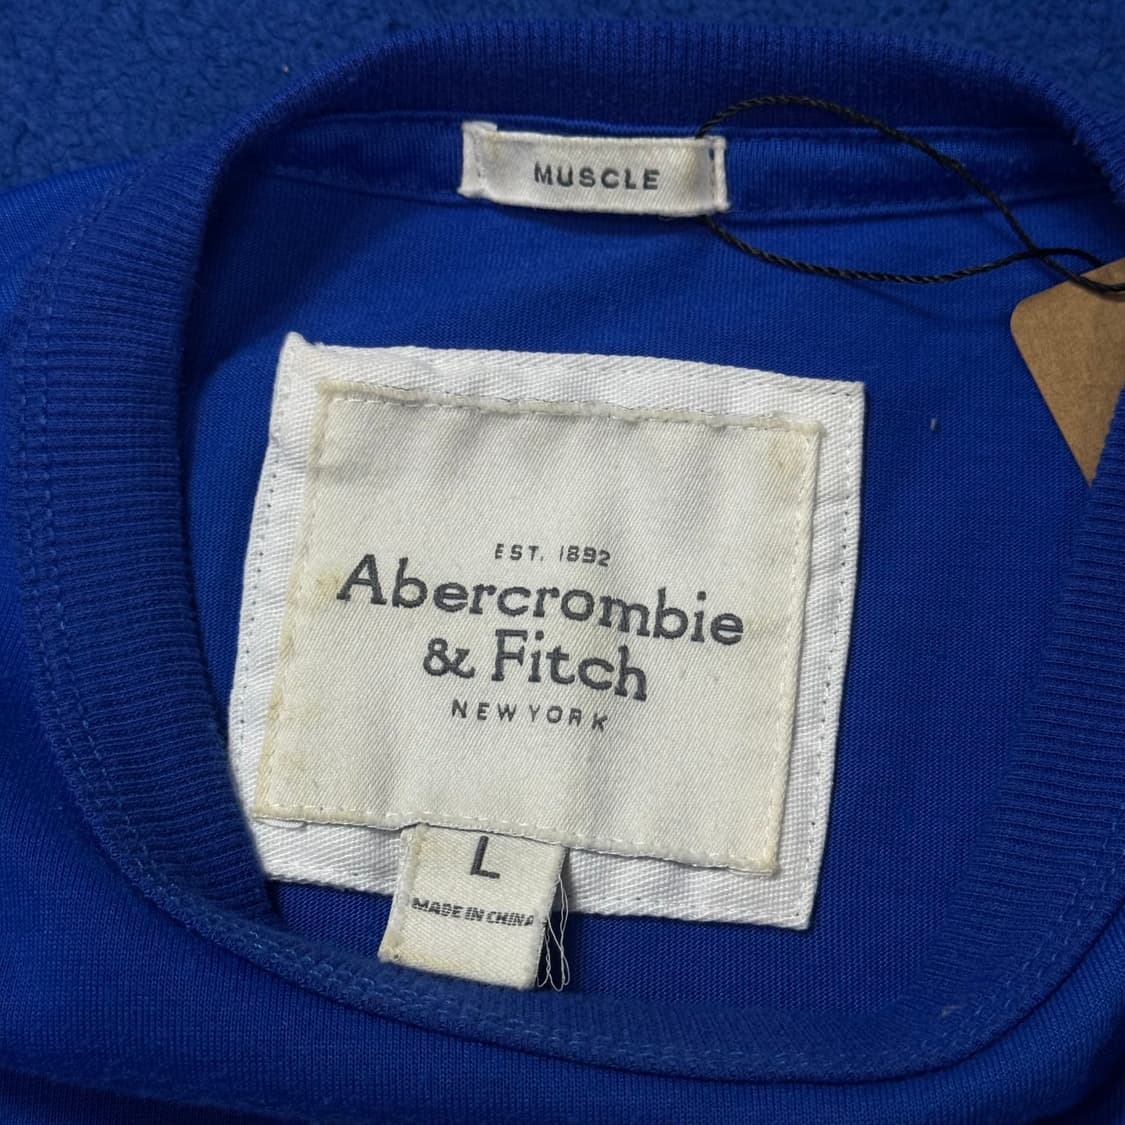 MUSCLE
EST. 1892
Abercrombie
& Fitch
NEW YORK
L
MADE IN CHINA